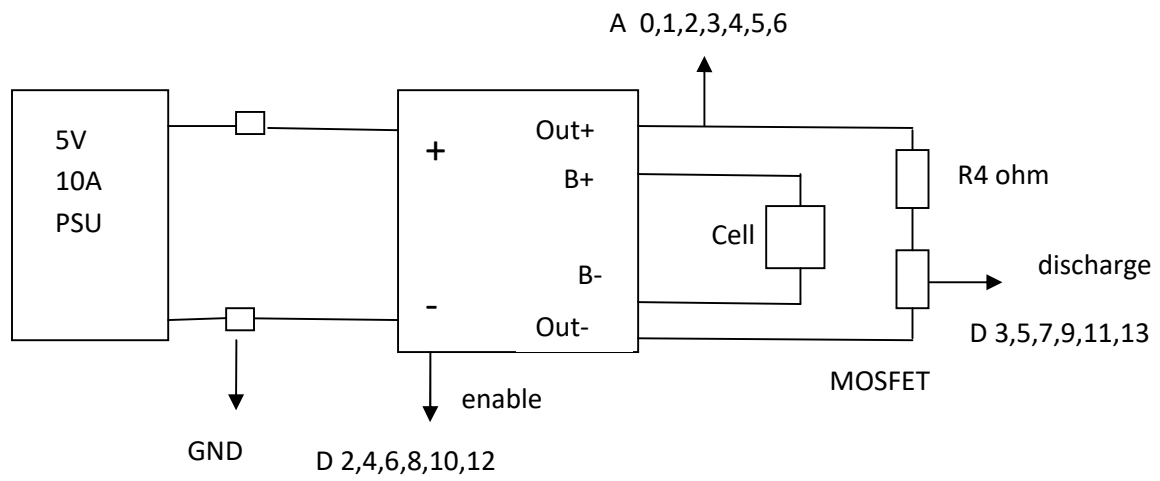 A 0,1,2,3,4,5,6
5V
10A
PSU
+
-
Out+
B+
B-
Out-
Cell
R4 ohm
discharge
D 3,5,7,9,11,13
MOSFET
enable
GND
D 2,4,6,8,10,12